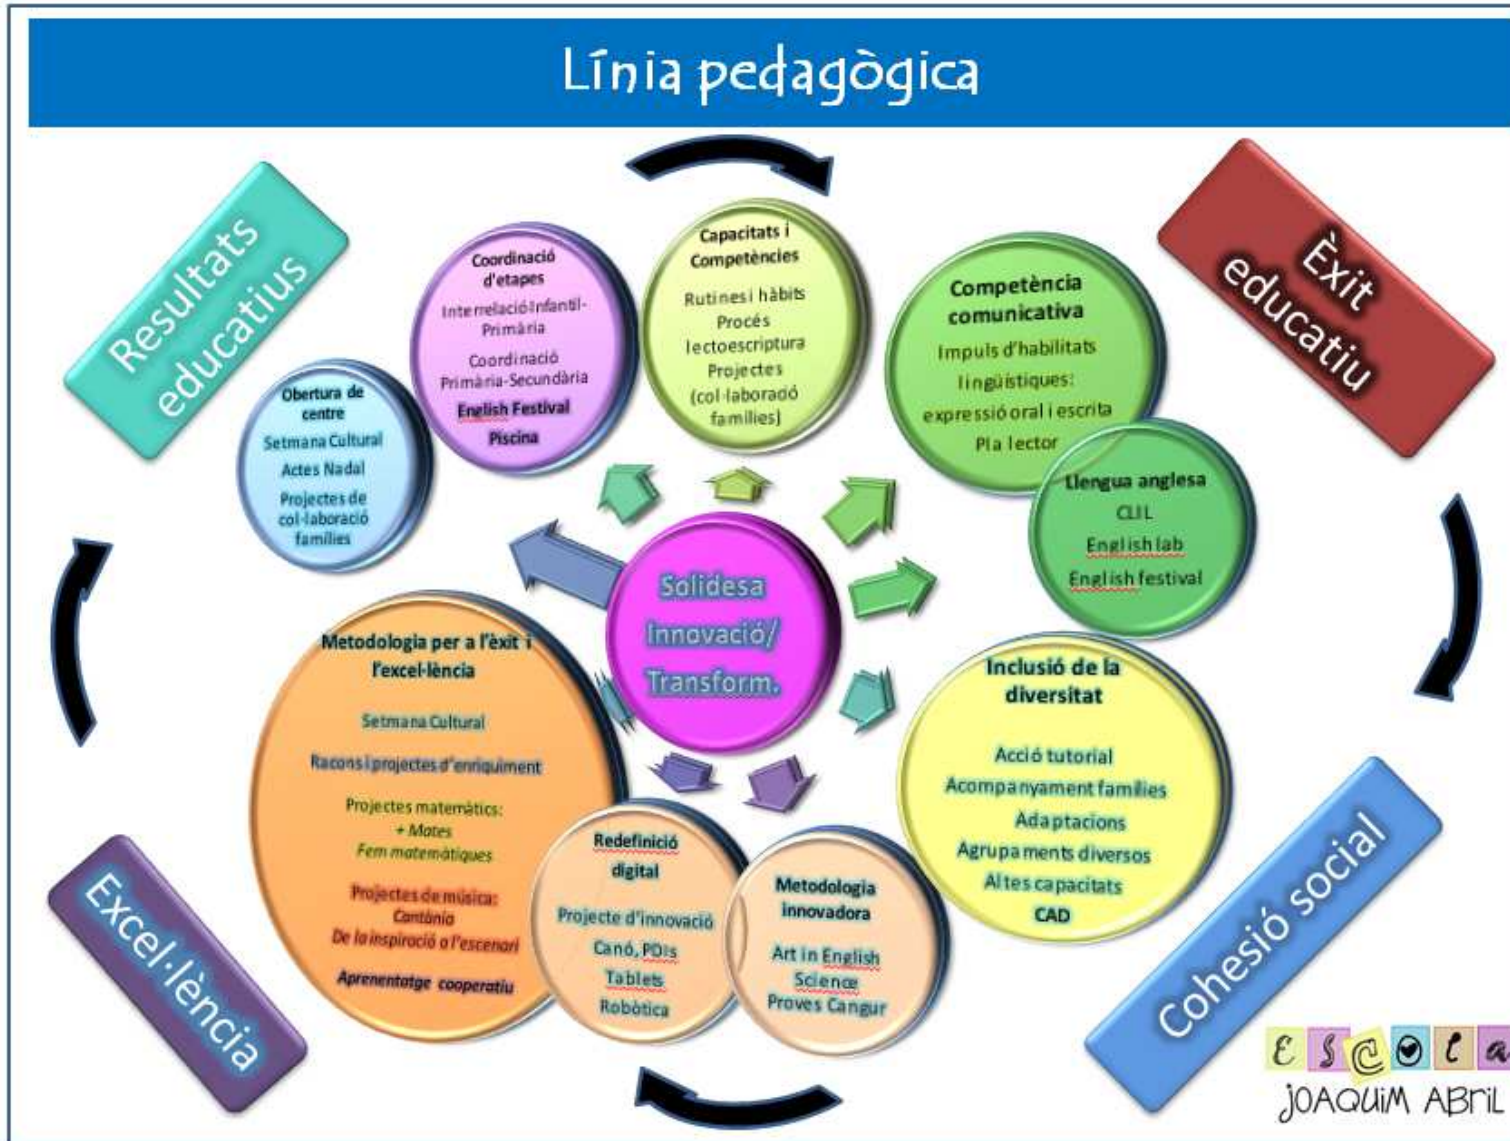 Línia pedagògica
Resultats
educatius
Èxit
educatiu
Coordinació
d'etapes
Interrelació Infantil-
Primària
Coordinació
Primària-Secundària
English Festival
Piscina
Capacitats i
Competències
Rutines i hàbits
Procés
lectoescriptura
Projectes
(col·laboració
famílies)
Competència
comunicativa
Impuls d'habilitats
lingüístiques:
expressió oral i escrita
Pla lector
Obertura de
centre
Setmana Cultural
Actes Nadal
Projectes de
col·laboració
famílies
Llengua anglesa
CLIL
English lab
English festival
Solidesa
Innovació/
Transform.
Metodologia per a l'èxit i
l'excel·lència
Setmana Cultural
Racons i projectes d'enriquiment
Projectes matemàtics:
+ Mates
Fem matemàtiques
Projectes de música:
Cantània
De la inspiració a l'escenari
Aprenentatge cooperatiu
Inclusió de la
diversitat
Acció tutorial
Acompanyament famílies
Adaptacions
Agrupaments diversos
Altes capacitats
CAD
Redefinició
digital
Projecte d'innovació
Canó, PDIs
Tablets
Robòtica
Metodologia
innovadora
Art in English
Science
Proves Cangur
Excel·lència
Cohesió social
Escola
JOAQUIM ABRIL